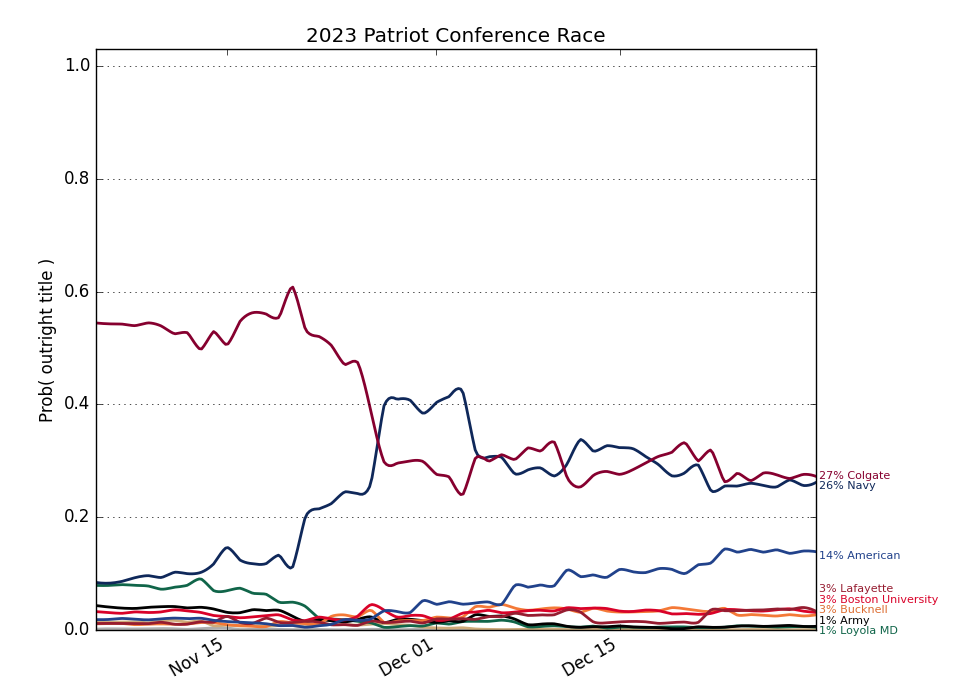 2023 Patriot Conference Race
1.0
0.8
0.6
0.4
0.2
0.0
Prob( outright title )
Nov 15
Dec 01
Dec 15
27% Colgate
26% Navy
14% American
3% Lafayette
3% Boston University
3% Bucknell
1% Army
1% Loyola MD